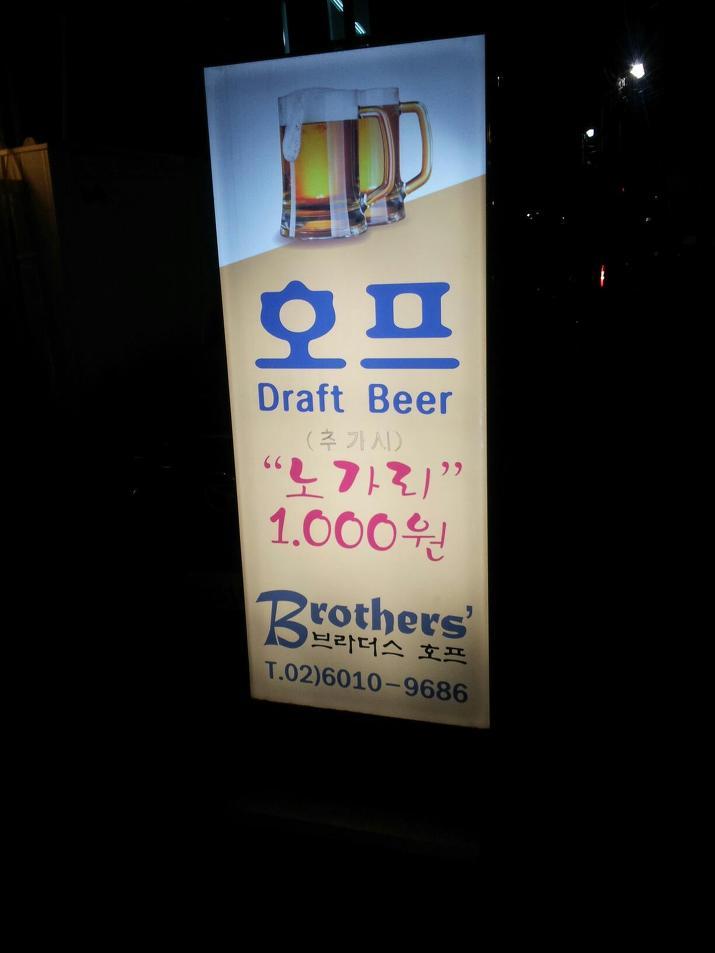 호프
Draft Beer
(추가시)
“노가리”
1.000원
Brothers’
브라더스 호프
T.02)6010-9686